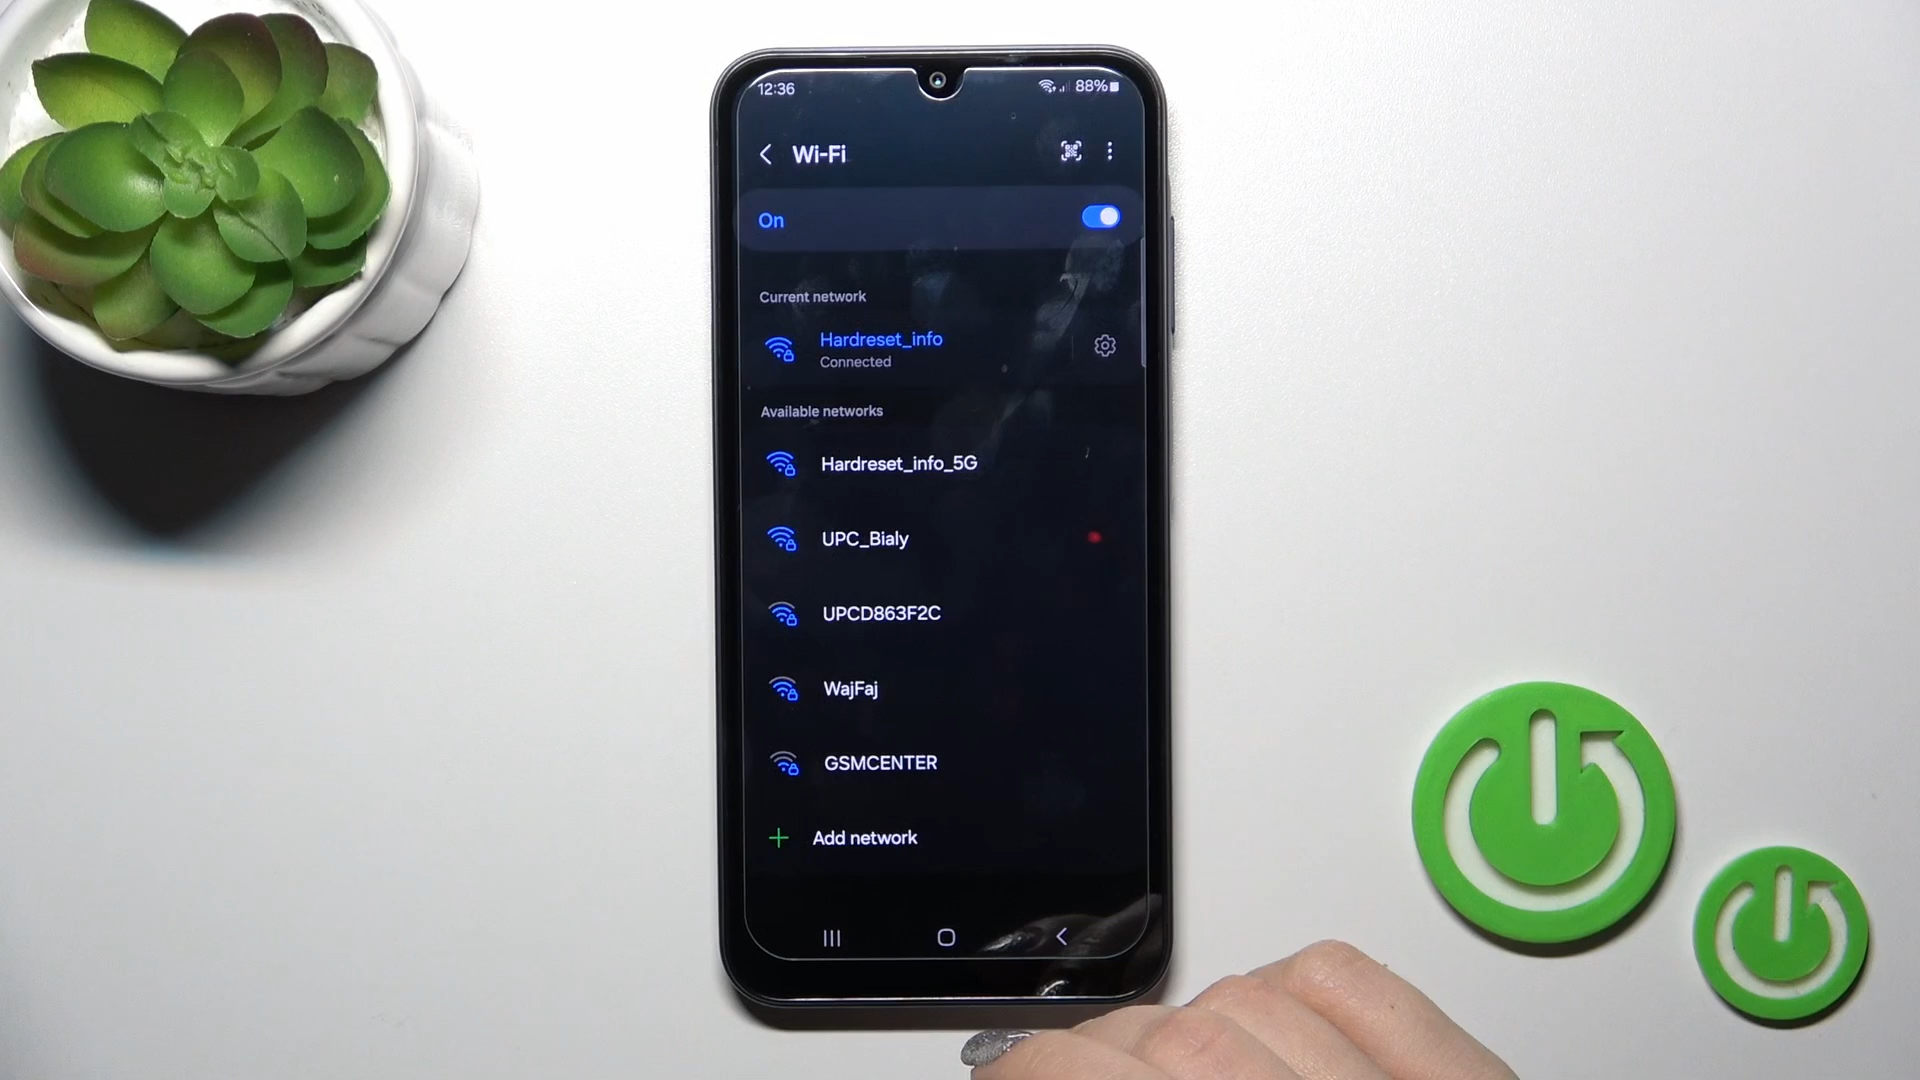 12:36
88%
Wi-Fi
On
Current network
Hardreset_info
Connected
Available networks
Hardreset_info_5G
UPC_Bialy
UPCD863F2C
WajFaj
GSMCENTER
Add network